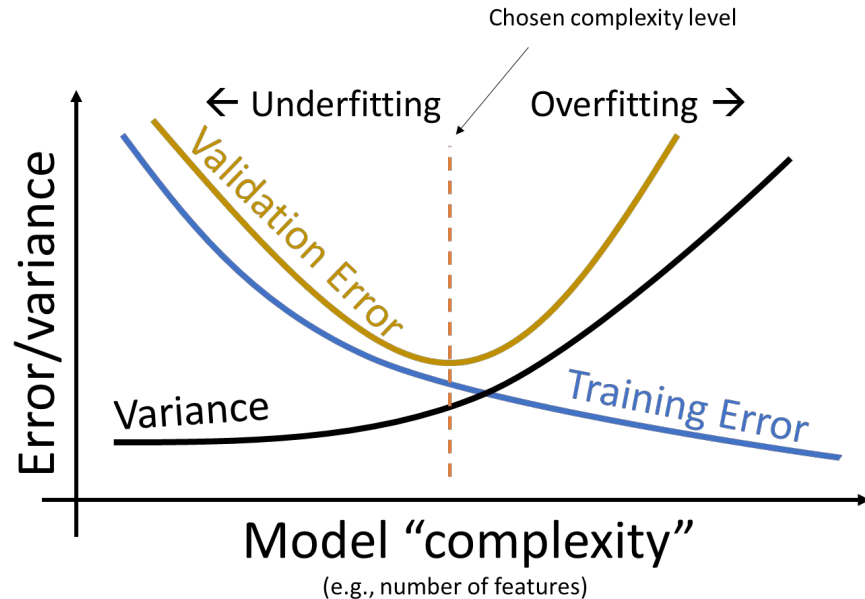 Chosen complexity level
← Underfitting
Overfitting →
Validation Error
Error/variance
Variance
Training Error
Model “complexity”
(e.g., number of features)